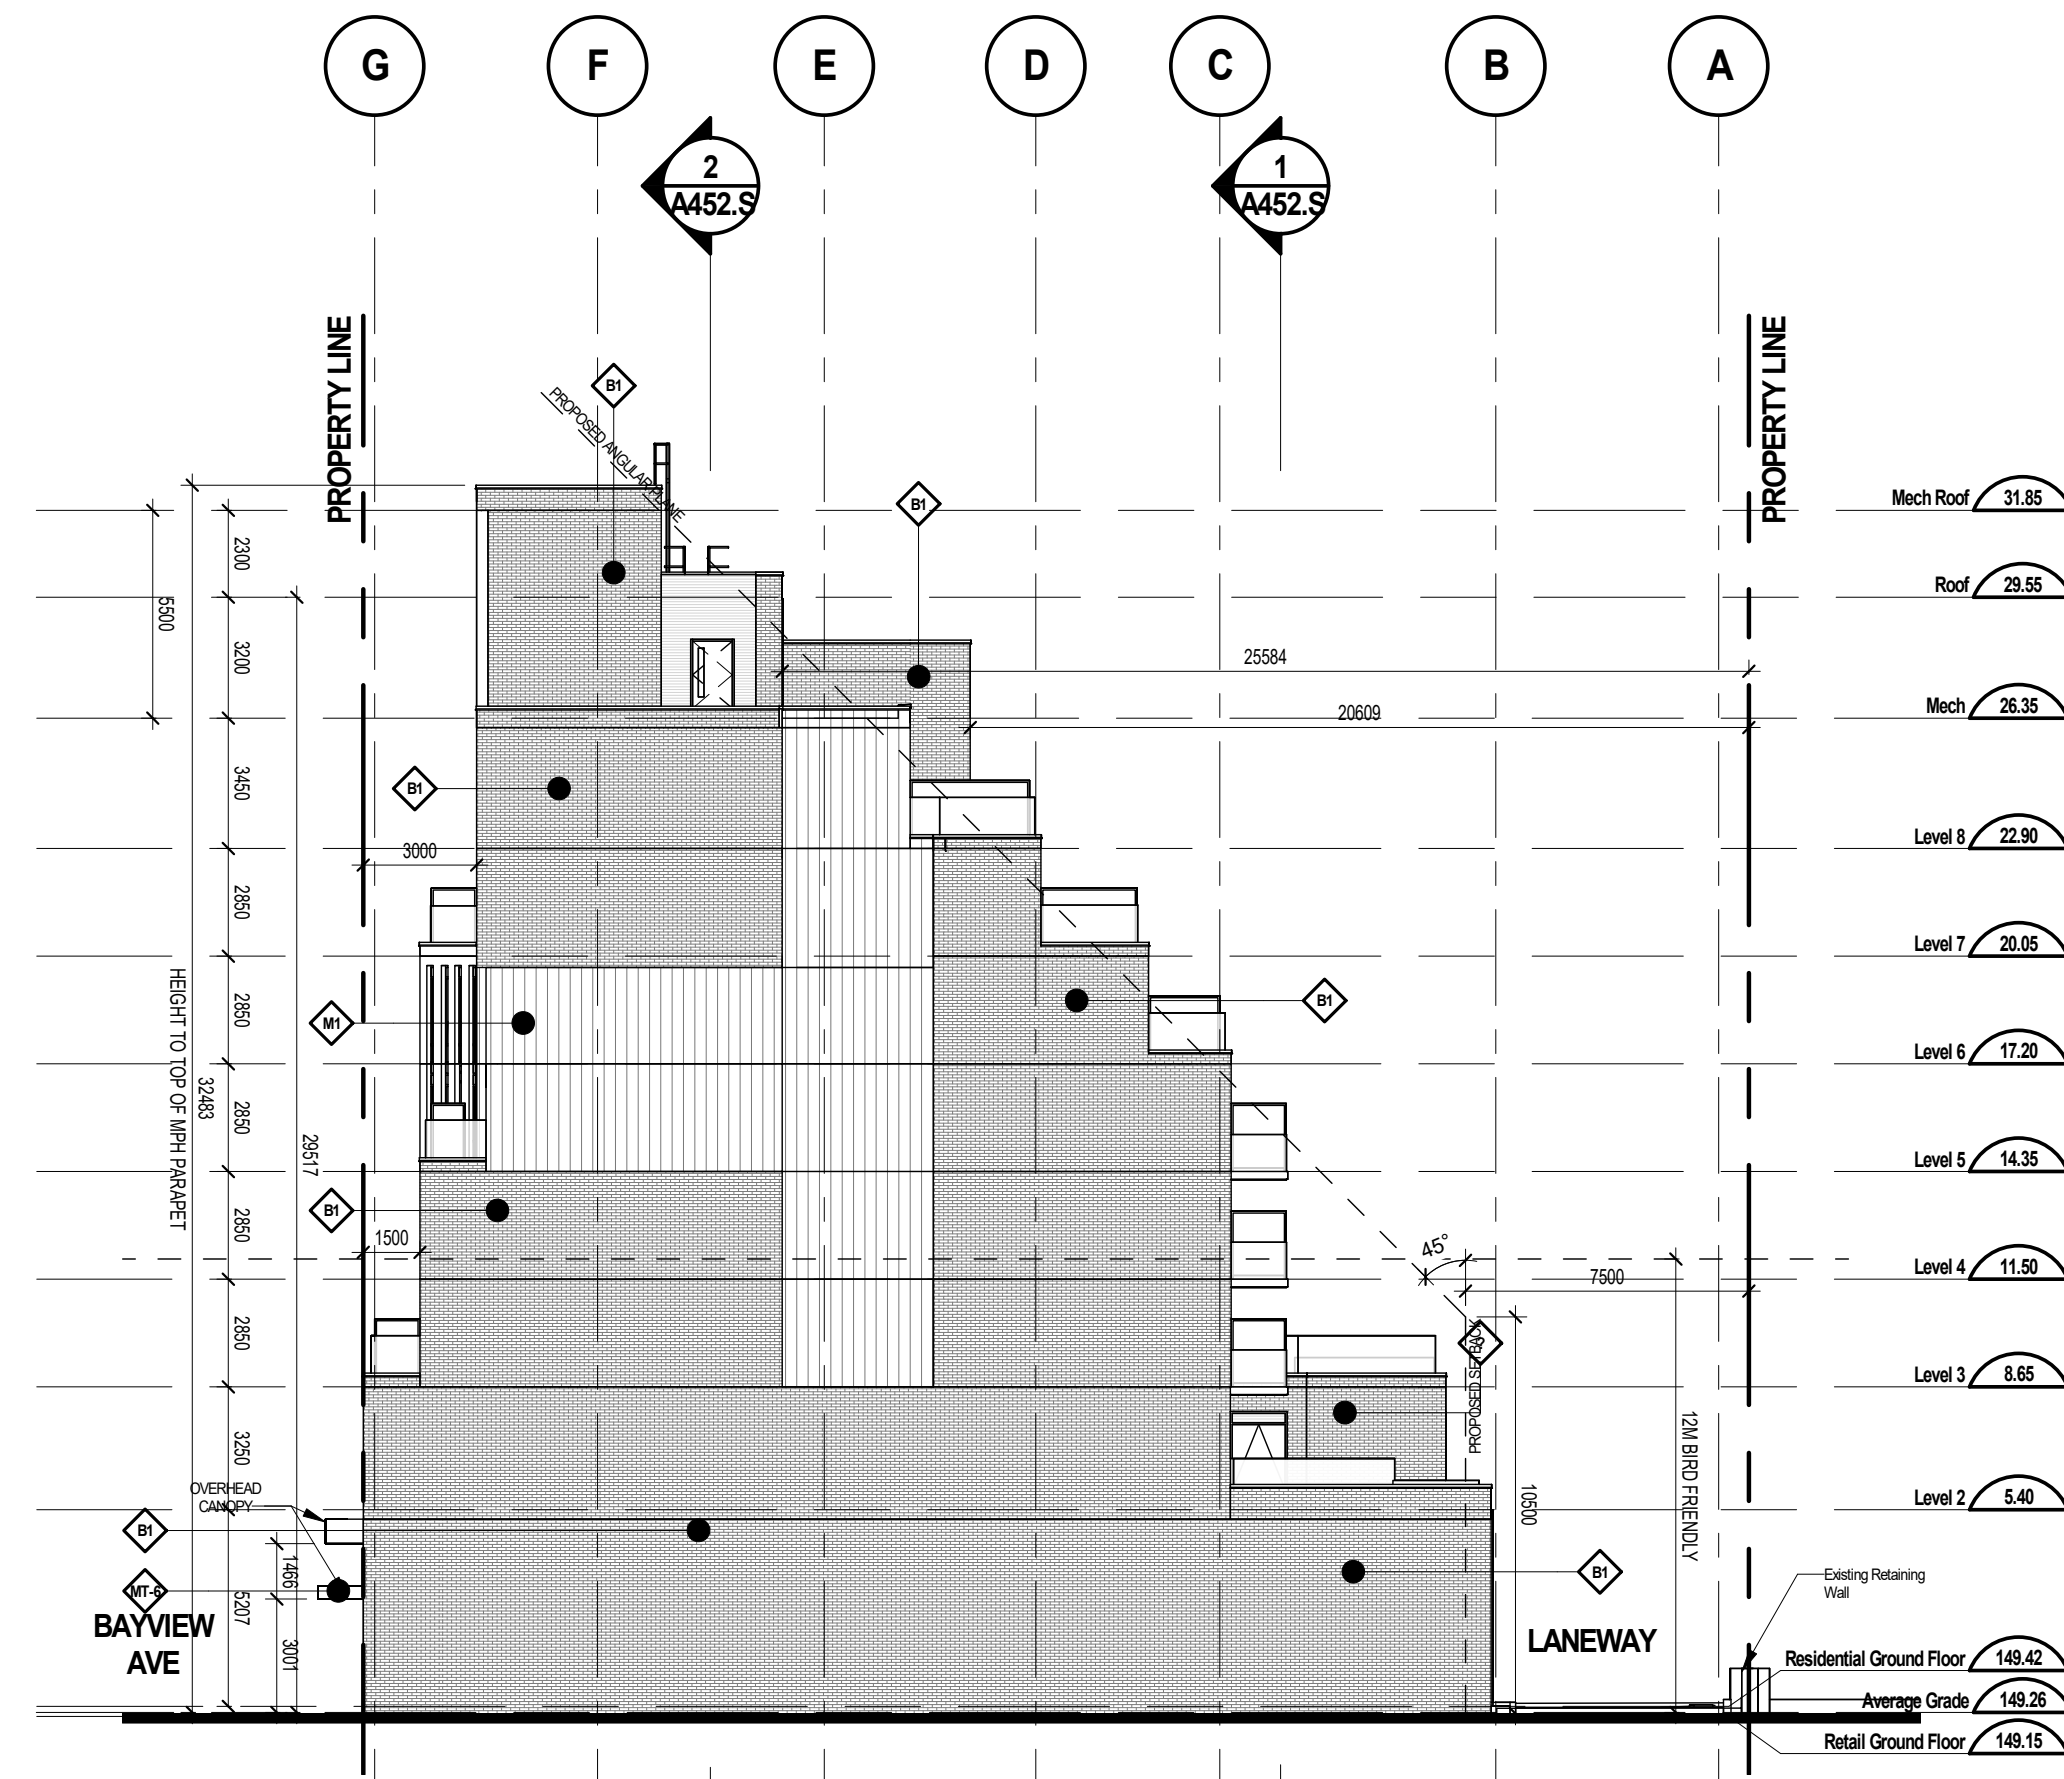 G F E D C B A
2
A452.S
1
A452.S
PROPERTY LINE
PROPERTY LINE
B1
PROPOSED ANGULAR PLANE
B1
Mech Roof 31.85
2300
Roof 29.55
5500
3200
25584
20609
Mech 26.35
3450
B1
Level 8 22.90
3000
2850
Level 7 20.05
HEIGHT TO TOP OF MPH PARAPET
32483
2850
M1
B1
Level 6 17.20
2850
29517
Level 5 14.35
B1
2850
1500
45°
Level 4 11.50
7500
2850
PROPOSED SETBACK
Level 3 8.65
12M BIRD FRIENDLY
3250
OVERHEAD
CANOPY
10500
Level 2 5.40
B1
1466
B1
MT-6
5207
Existing Retaining
Wall
BAYVIEW
AVE
3001
LANEWAY
Residential Ground Floor 149.42
Average Grade 149.26
Retail Ground Floor 149.15